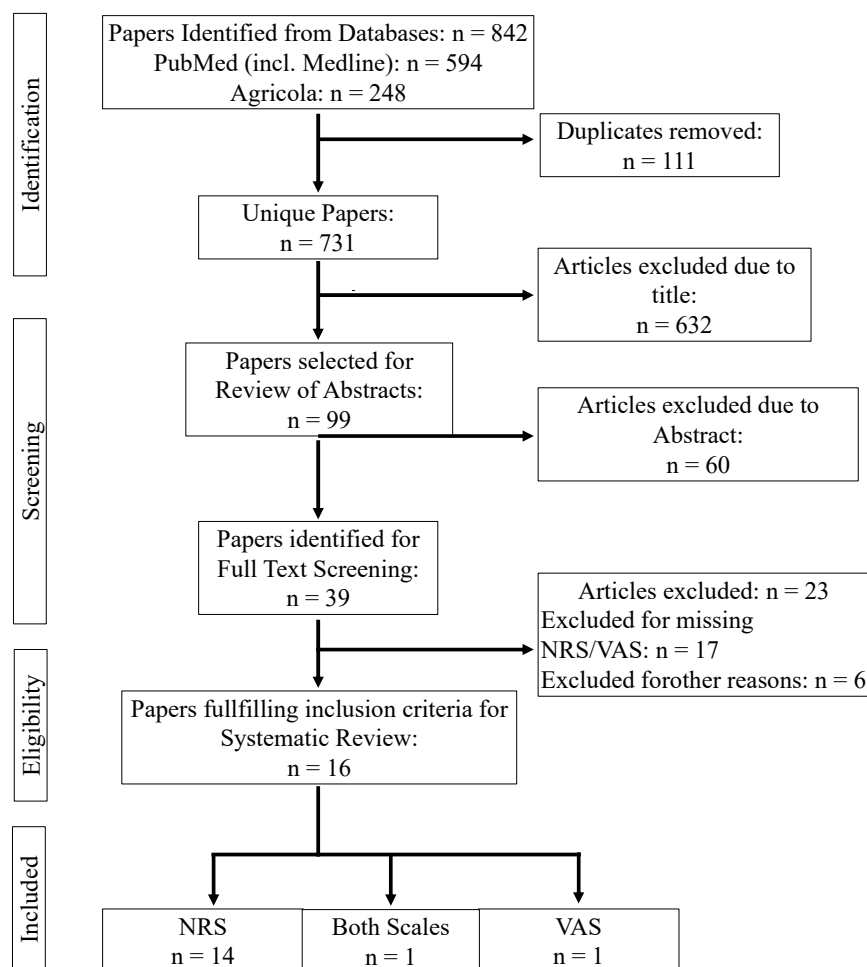 Identification
Papers Identified from Databases: n = 842
PubMed (incl. Medline): n = 594
Agricola: n = 248
Duplicates removed:
n = 111
Unique Papers:
n = 731
Articles excluded due to
title:
n = 632
Screening
Papers selected for
Review of Abstracts:
n = 99
Articles excluded due to
Abstract:
n = 60
Papers identified for
Full Text Screening:
n = 39
Articles excluded: n = 23
Excluded for missing
NRS/VAS: n = 17
Excluded forother reasons: n = 6
Eligibility
Papers fullfilling inclusion criteria for
Systematic Review:
n = 16
Included
NRS
n = 14
Both Scales
n = 1
VAS
n = 1